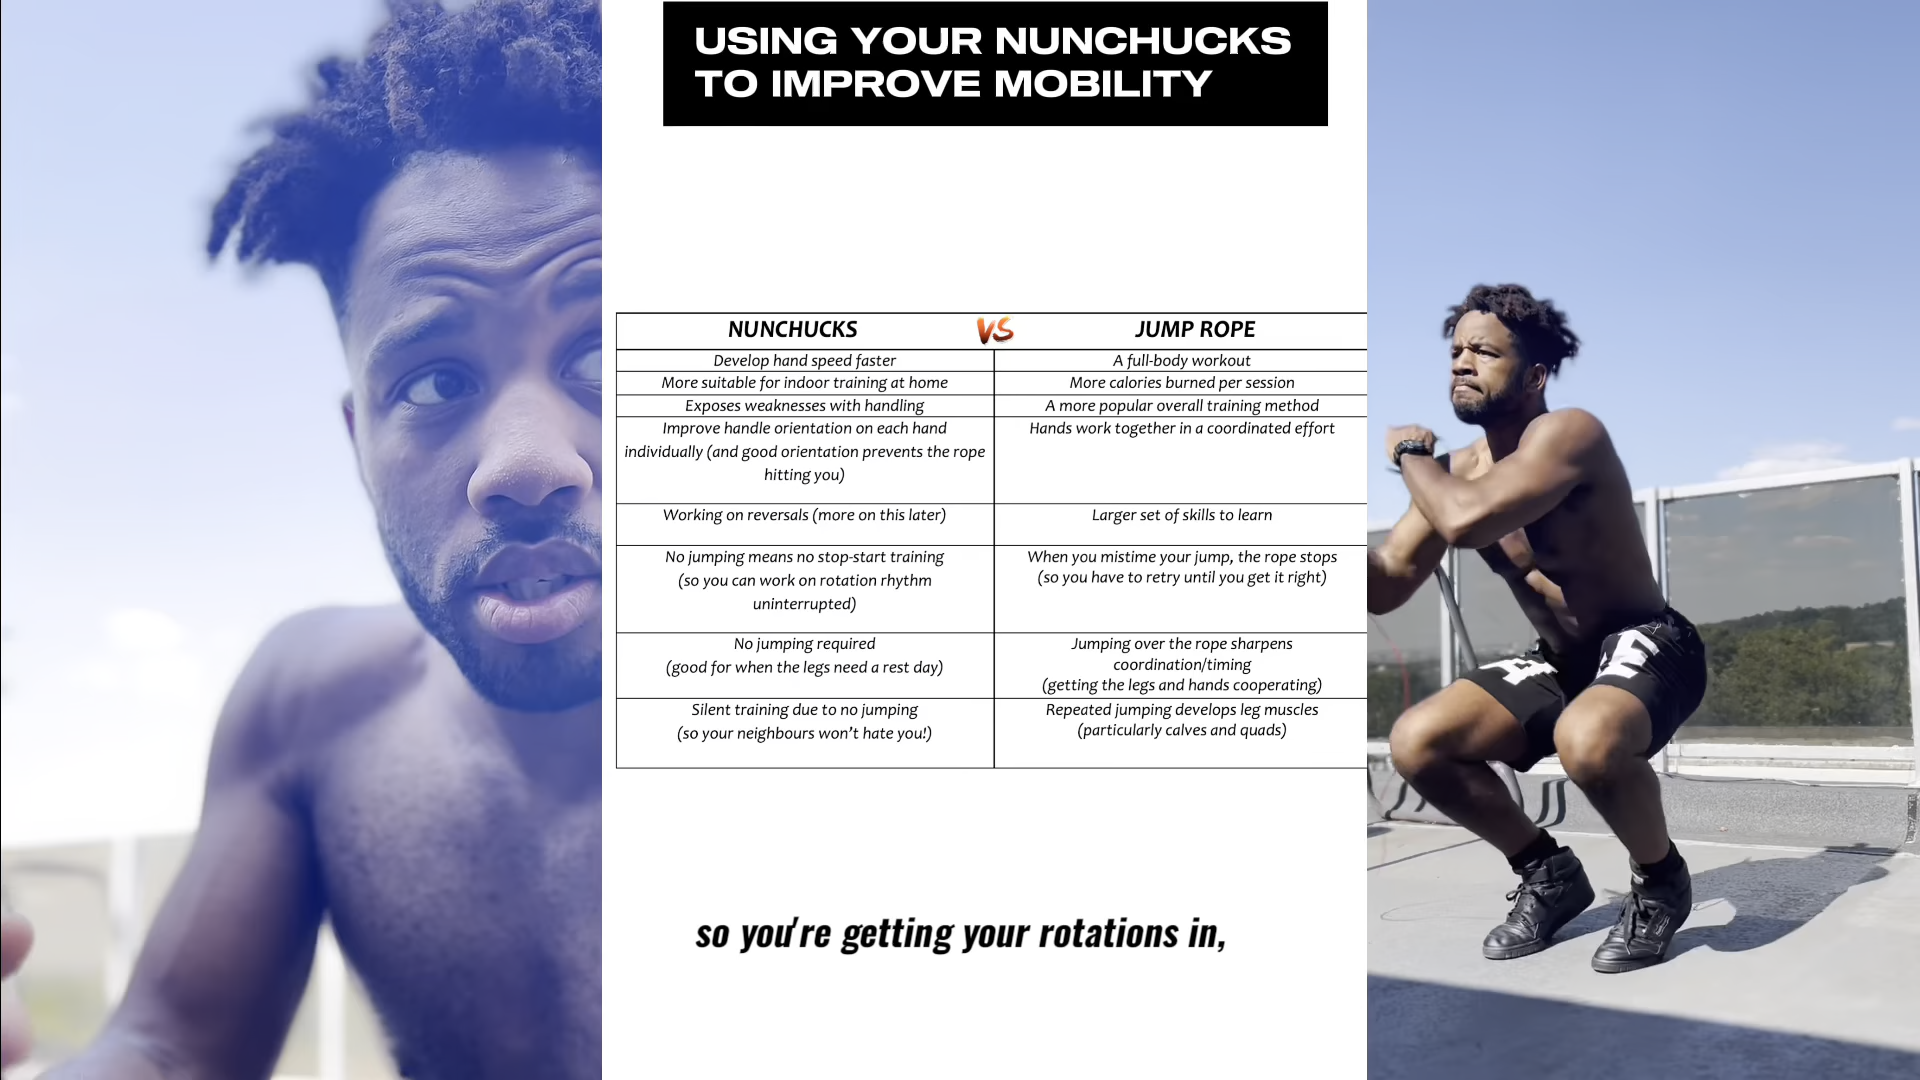 USING YOUR NUNCHUCKS
TO IMPROVE MOBILITY
NUNCHUCKS VS JUMP ROPE
Develop hand speed faster
A full-body workout
More suitable for indoor training at home
More calories burned per session
Exposes weaknesses with handling
A more popular overall training method
Improve handle orientation on each hand
individually (and good orientation prevents the rope
hitting you)
Hands work together in a coordinated effort
Working on reversals (more on this later)
Larger set of skills to learn
No jumping means no stop-start training
(so you can work on rotation rhythm
uninterrupted)
When you mistime your jump, the rope stops
(so you have to retry until you get it right)
No jumping required
(good for when the legs need a rest day)
Jumping over the rope sharpens
coordination/timing
(getting the legs and hands cooperating)
Silent training due to no jumping
(so your neighbours won't hate you!)
Repeated jumping develops leg muscles
(particularly calves and quads)
so you're getting your rotations in,